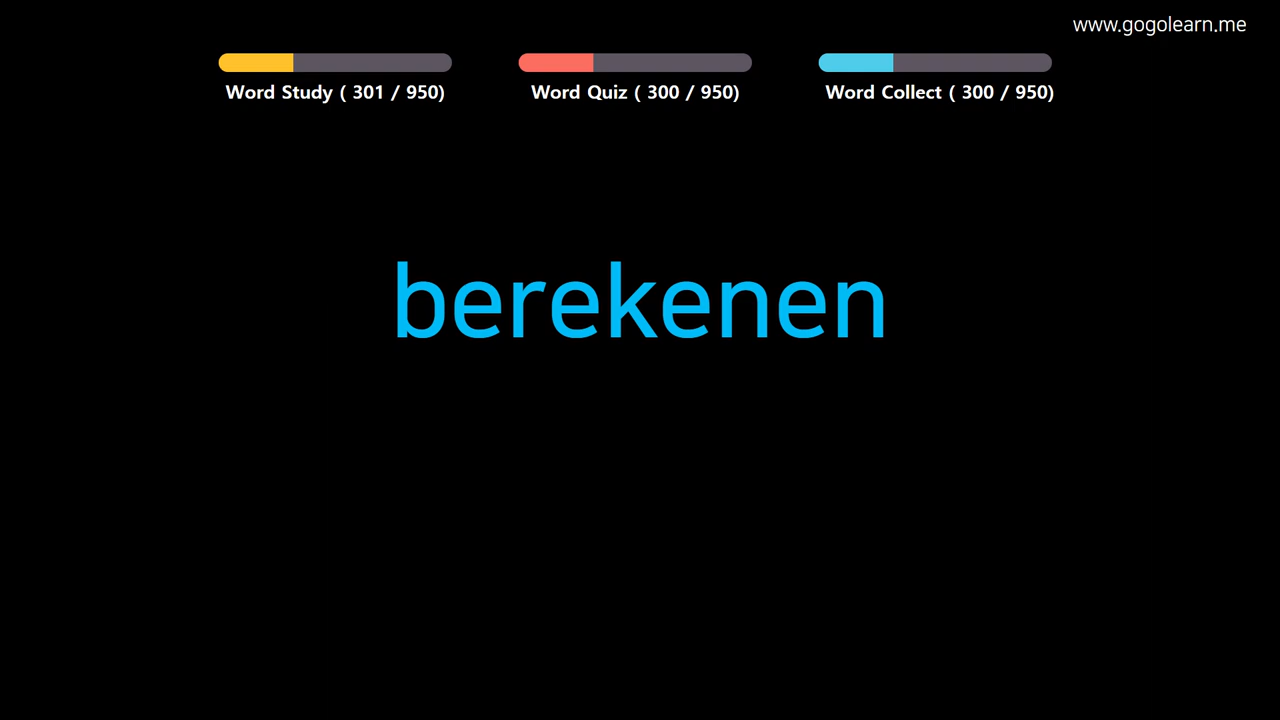 www.gogolearn.me
Word Study ( 301 / 950)
Word Quiz ( 300 / 950)
Word Collect ( 300 / 950)
berekenen